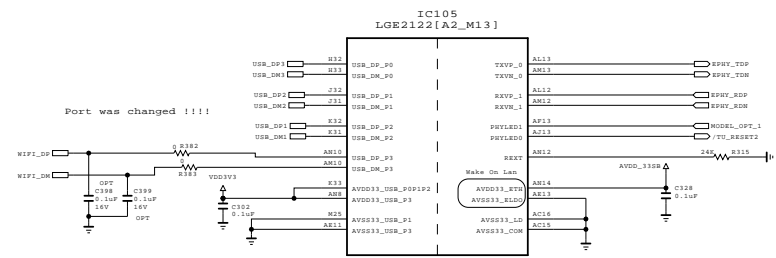 IC105
LGE2122[A2_M13]
USB_DP3 H32 USB_DP_P0 TXVP_0 AL13 EPHY_TDP
USB_DM3 H33 USB_DM_P0 TXVN_0 AM13 EPHY_TDN
USB_DP2 J32 USB_DP_P1 RXVP_1 AL12 EPHY_RDP
USB_DM2 J31 USB_DM_P1 RXVN_1 AM12 EPHY_RDN
Port was changed !!!!
USB_DP1 K32 USB_DP_P2 PHYLED1 AF13 MODEL_OPT_1
USB_DM1 K31 USB_DM_P2 PHYLED0 AJ13 /TU_RESET2
WIFI_DP 0 R382 AN10 USB_DP_P3 REXT AN12 24K R315
WIFI_DM 0 R383 AM10 USB_DM_P3
Wake On Lan
AVDD_33SB
VDD3V3
K33 AVDD33_USB_P0P1P2 AVDD33_ETH AN14
AN8 AVDD33_USB_P3 AVSS33_ELDO AE13
OPT
C398
0.1uF
16V
C399
0.1uF
16V
OPT
C302
0.1uF
C328
0.1uF
M25 AVSS33_USB_P1 AVSS33_LD AC16
AE11 AVSS33_USB_P3 AVSS33_COM AC15